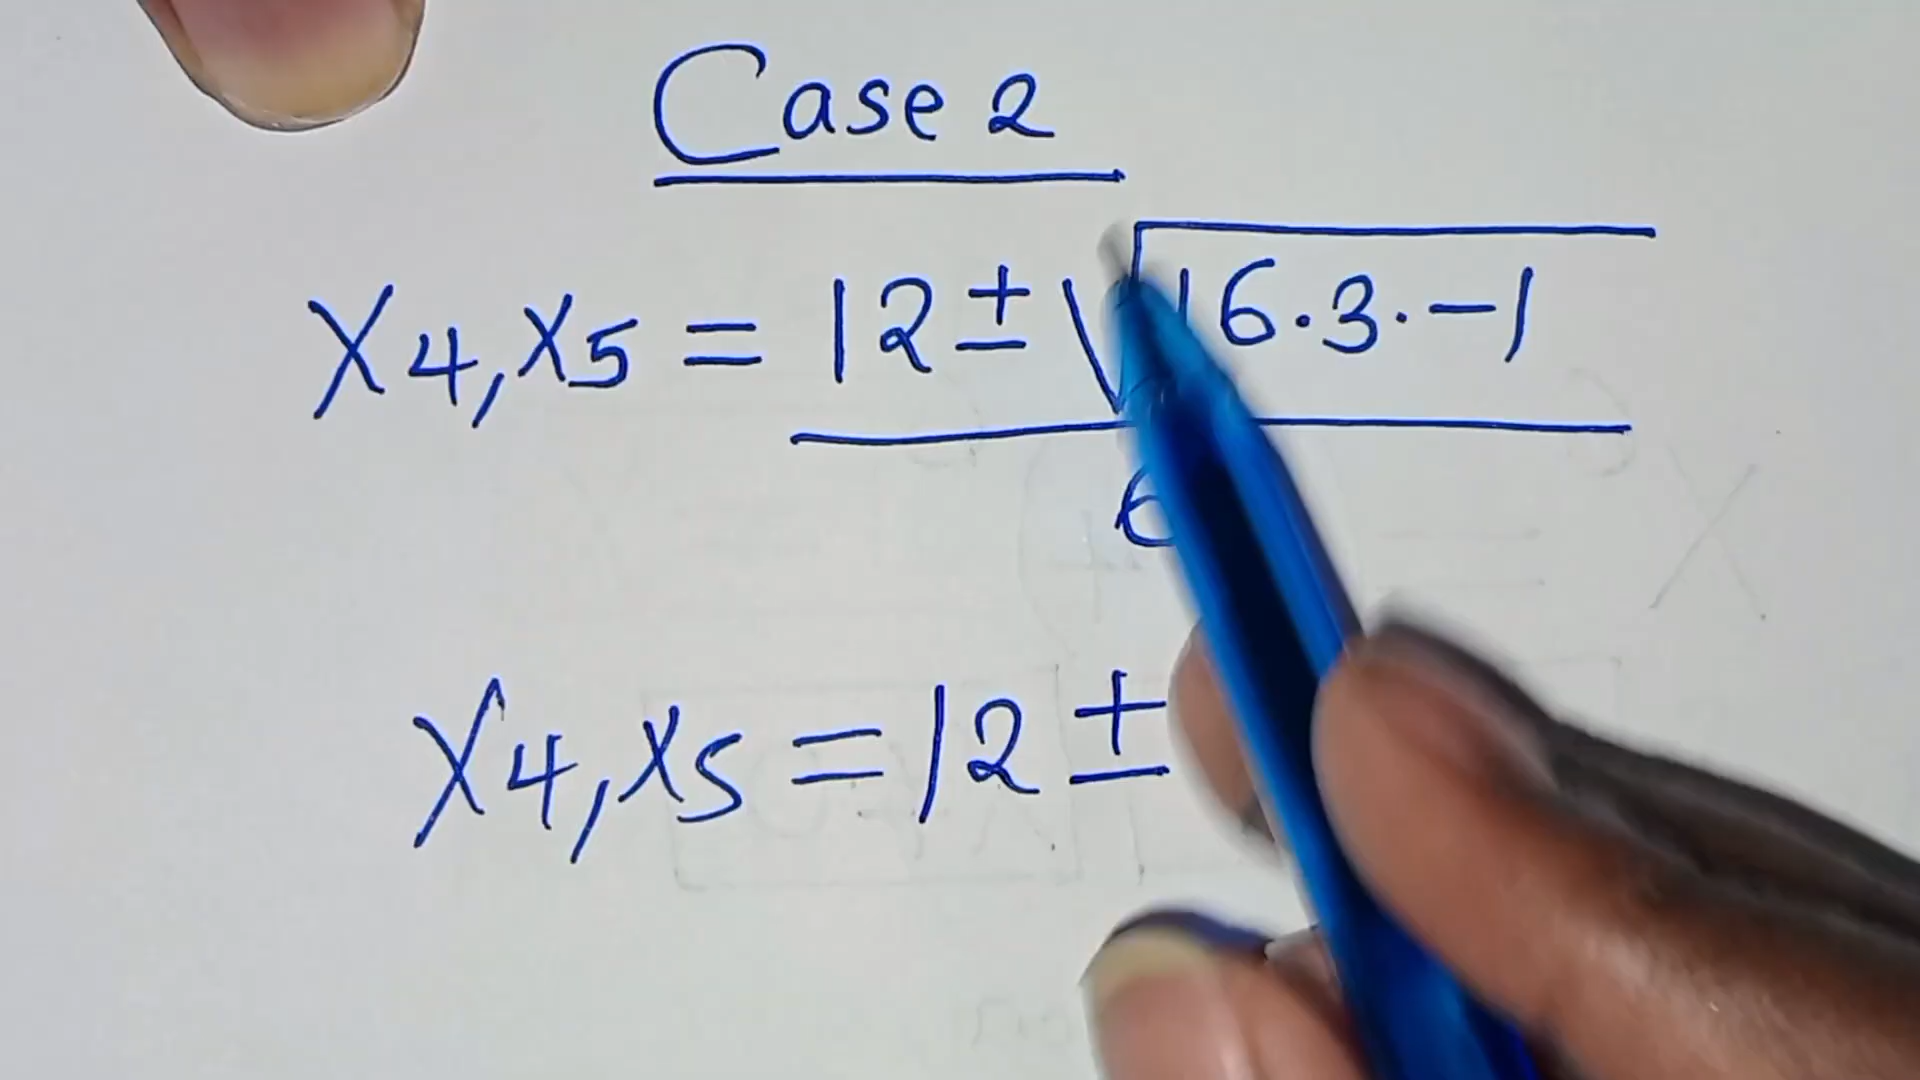 Case 2
X4,X5 = 12 ± √16·3·-1
6
X4,X5 = 12 ±